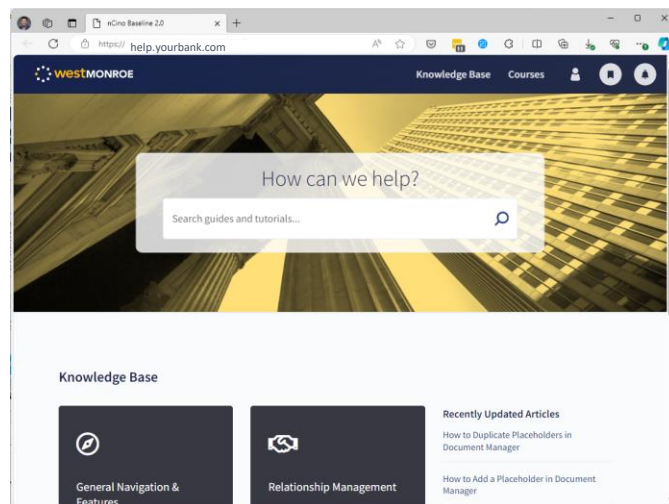 nCino Baseline 2.0
https:// help.yourbank.com
westMONROE
Knowledge Base Courses
How can we help?
Search guides and tutorials...
Knowledge Base
Recently Updated Articles
How to Duplicate Placeholders in
Document Manager
General Navigation &
Features
Relationship Management
How to Add a Placeholder in Document
Manager